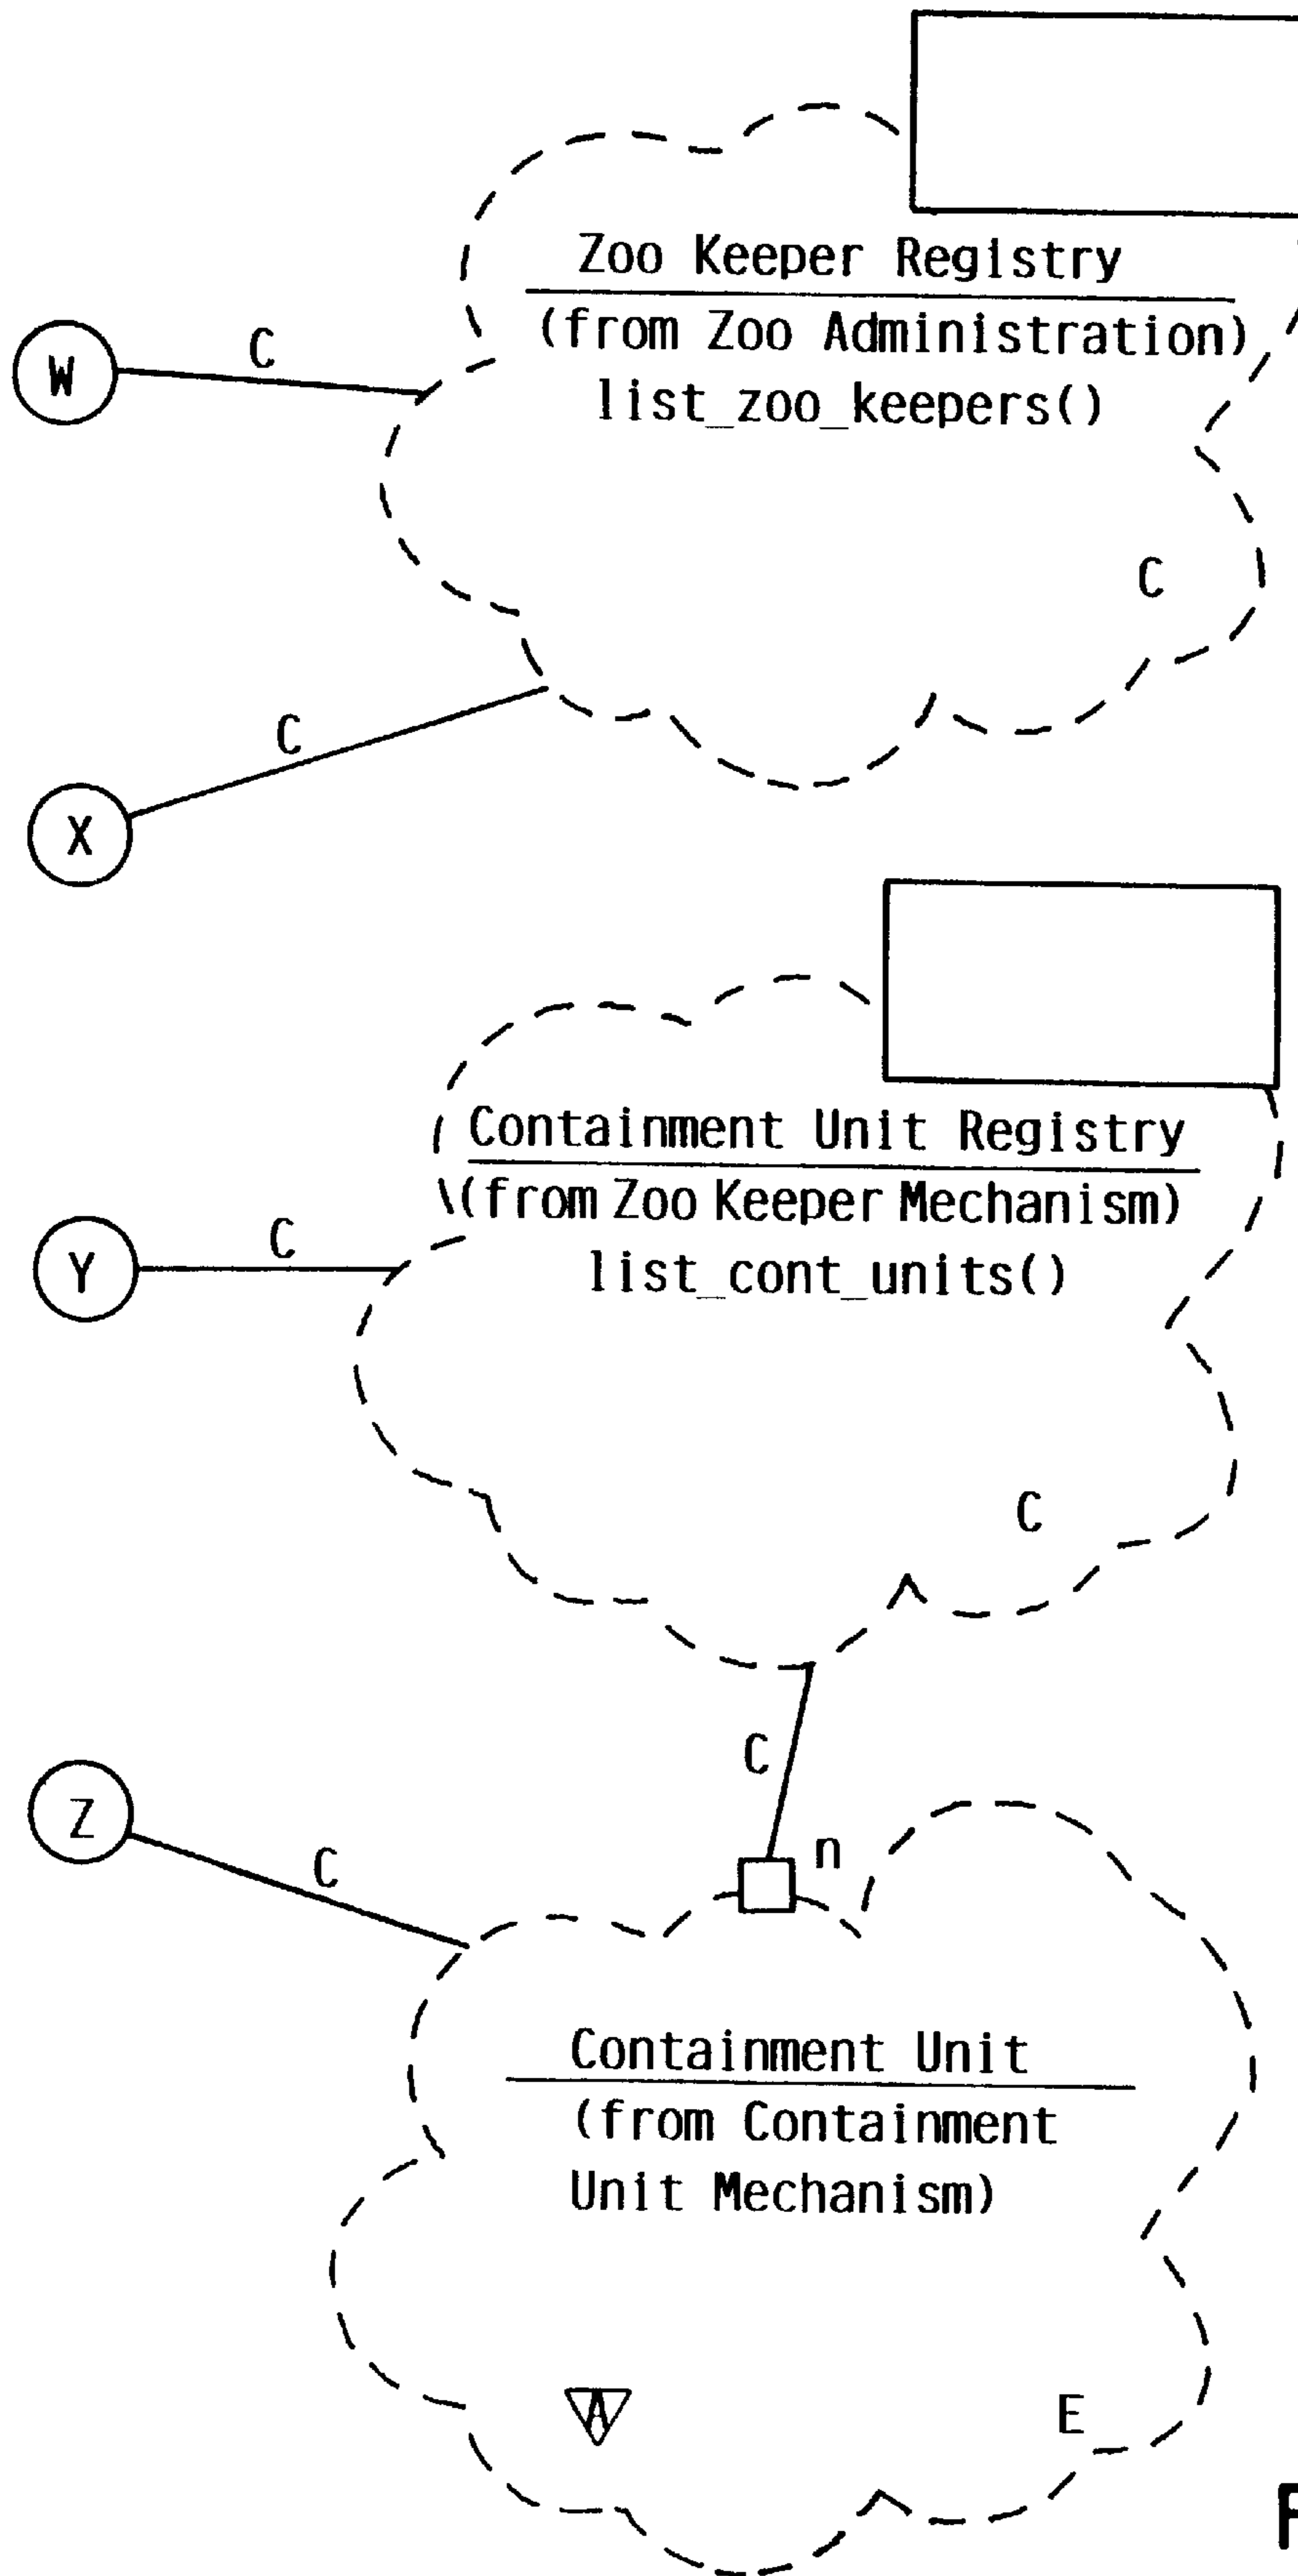 Zoo Keeper Registry
(from Zoo Administration)
list_zoo_keepers()
W
C
C
C
X
Containment Unit Registry
(from Zoo Keeper Mechanism)
list_cont_units()
Y
C
C
C
n
Z
C
Containment Unit
(from Containment
Unit Mechanism)
A
E
F